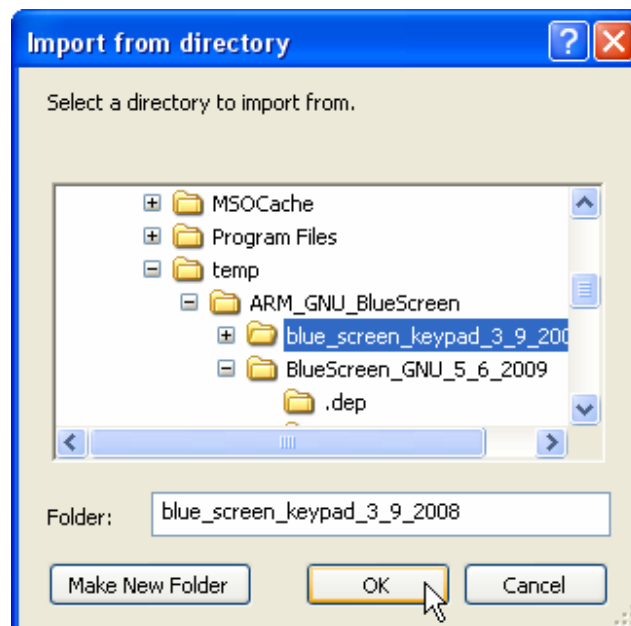 Import from directory
Select a directory to import from.
MSOCache
Program Files
temp
ARM_GNU_BlueScreen
blue_screen_keypad_3_9_200
BlueScreen_GNU_5_6_2009
.dep
Folder: blue_screen_keypad_3_9_2008
Make New Folder OK Cancel